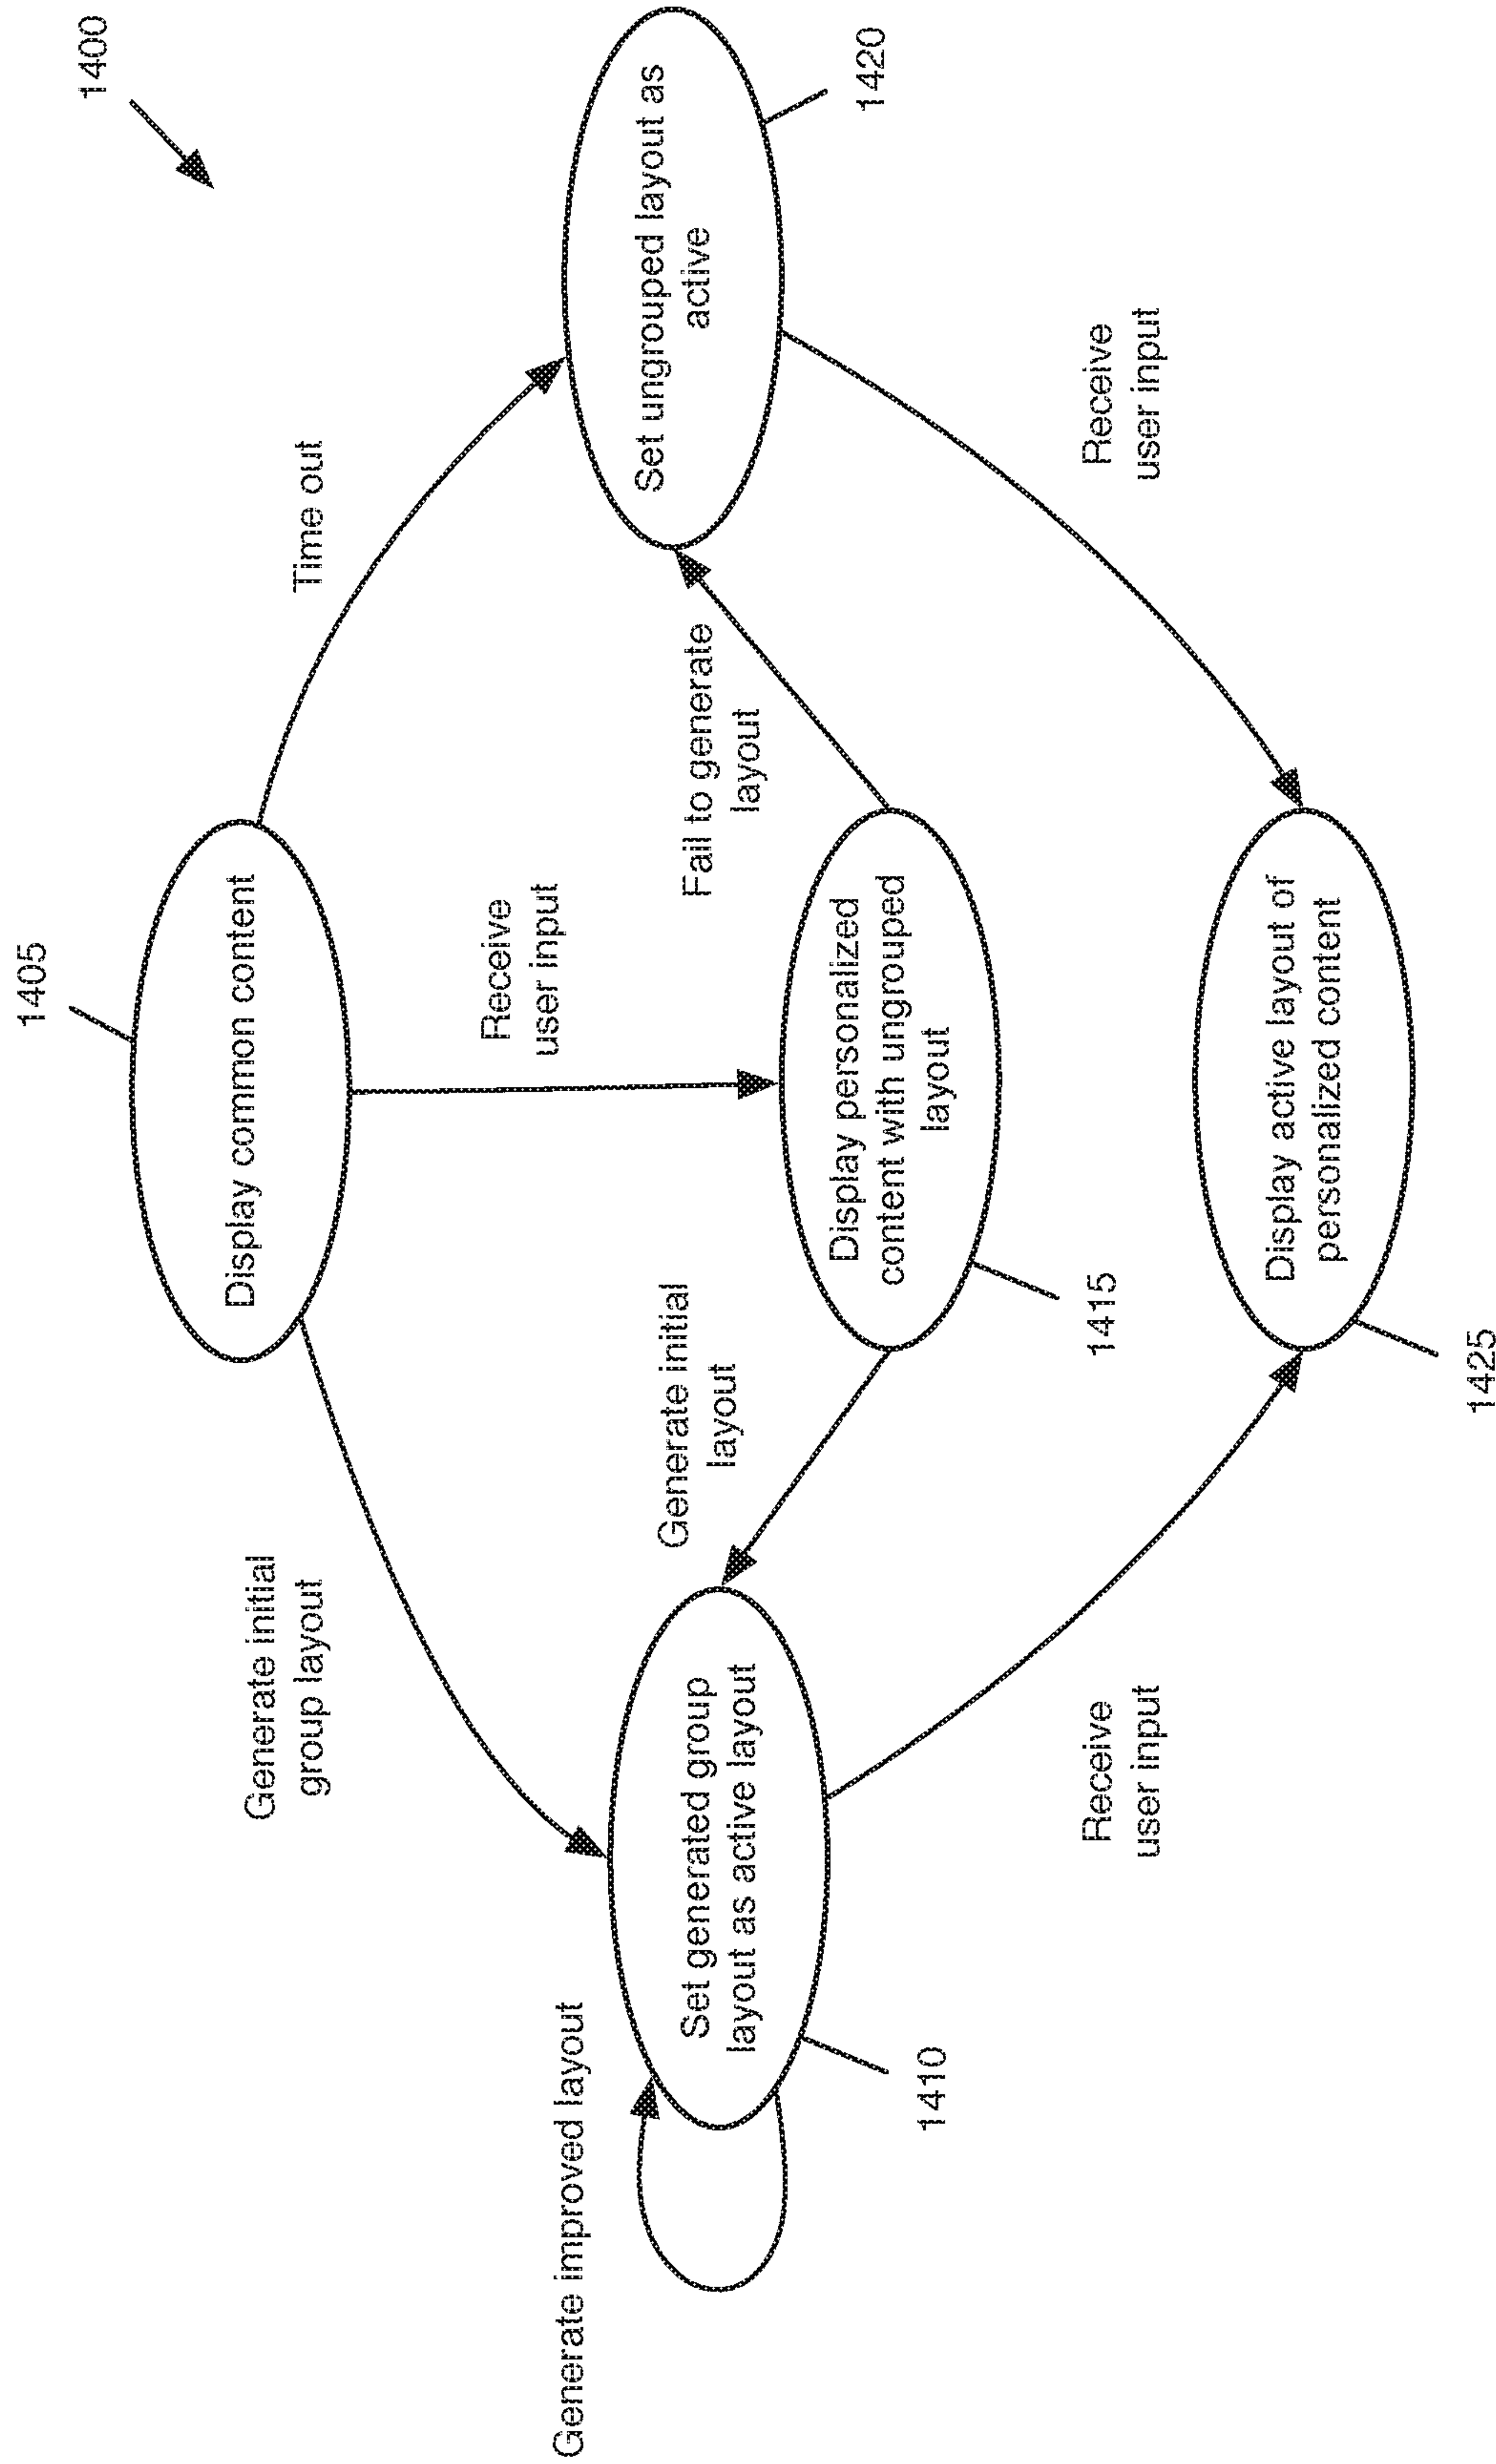 1400
1405
Display common content
Generate initial
group layout
Time out
Receive
user input
Generate improved layout
Set generated group
layout as active layout
1410
Generate initial
layout
Fail to generate
layout
Set ungrouped layout as
active
1420
Display personalized
content with ungrouped
layout
1415
Receive
user input
Receive
user input
Display active layout of
personalized content
1425